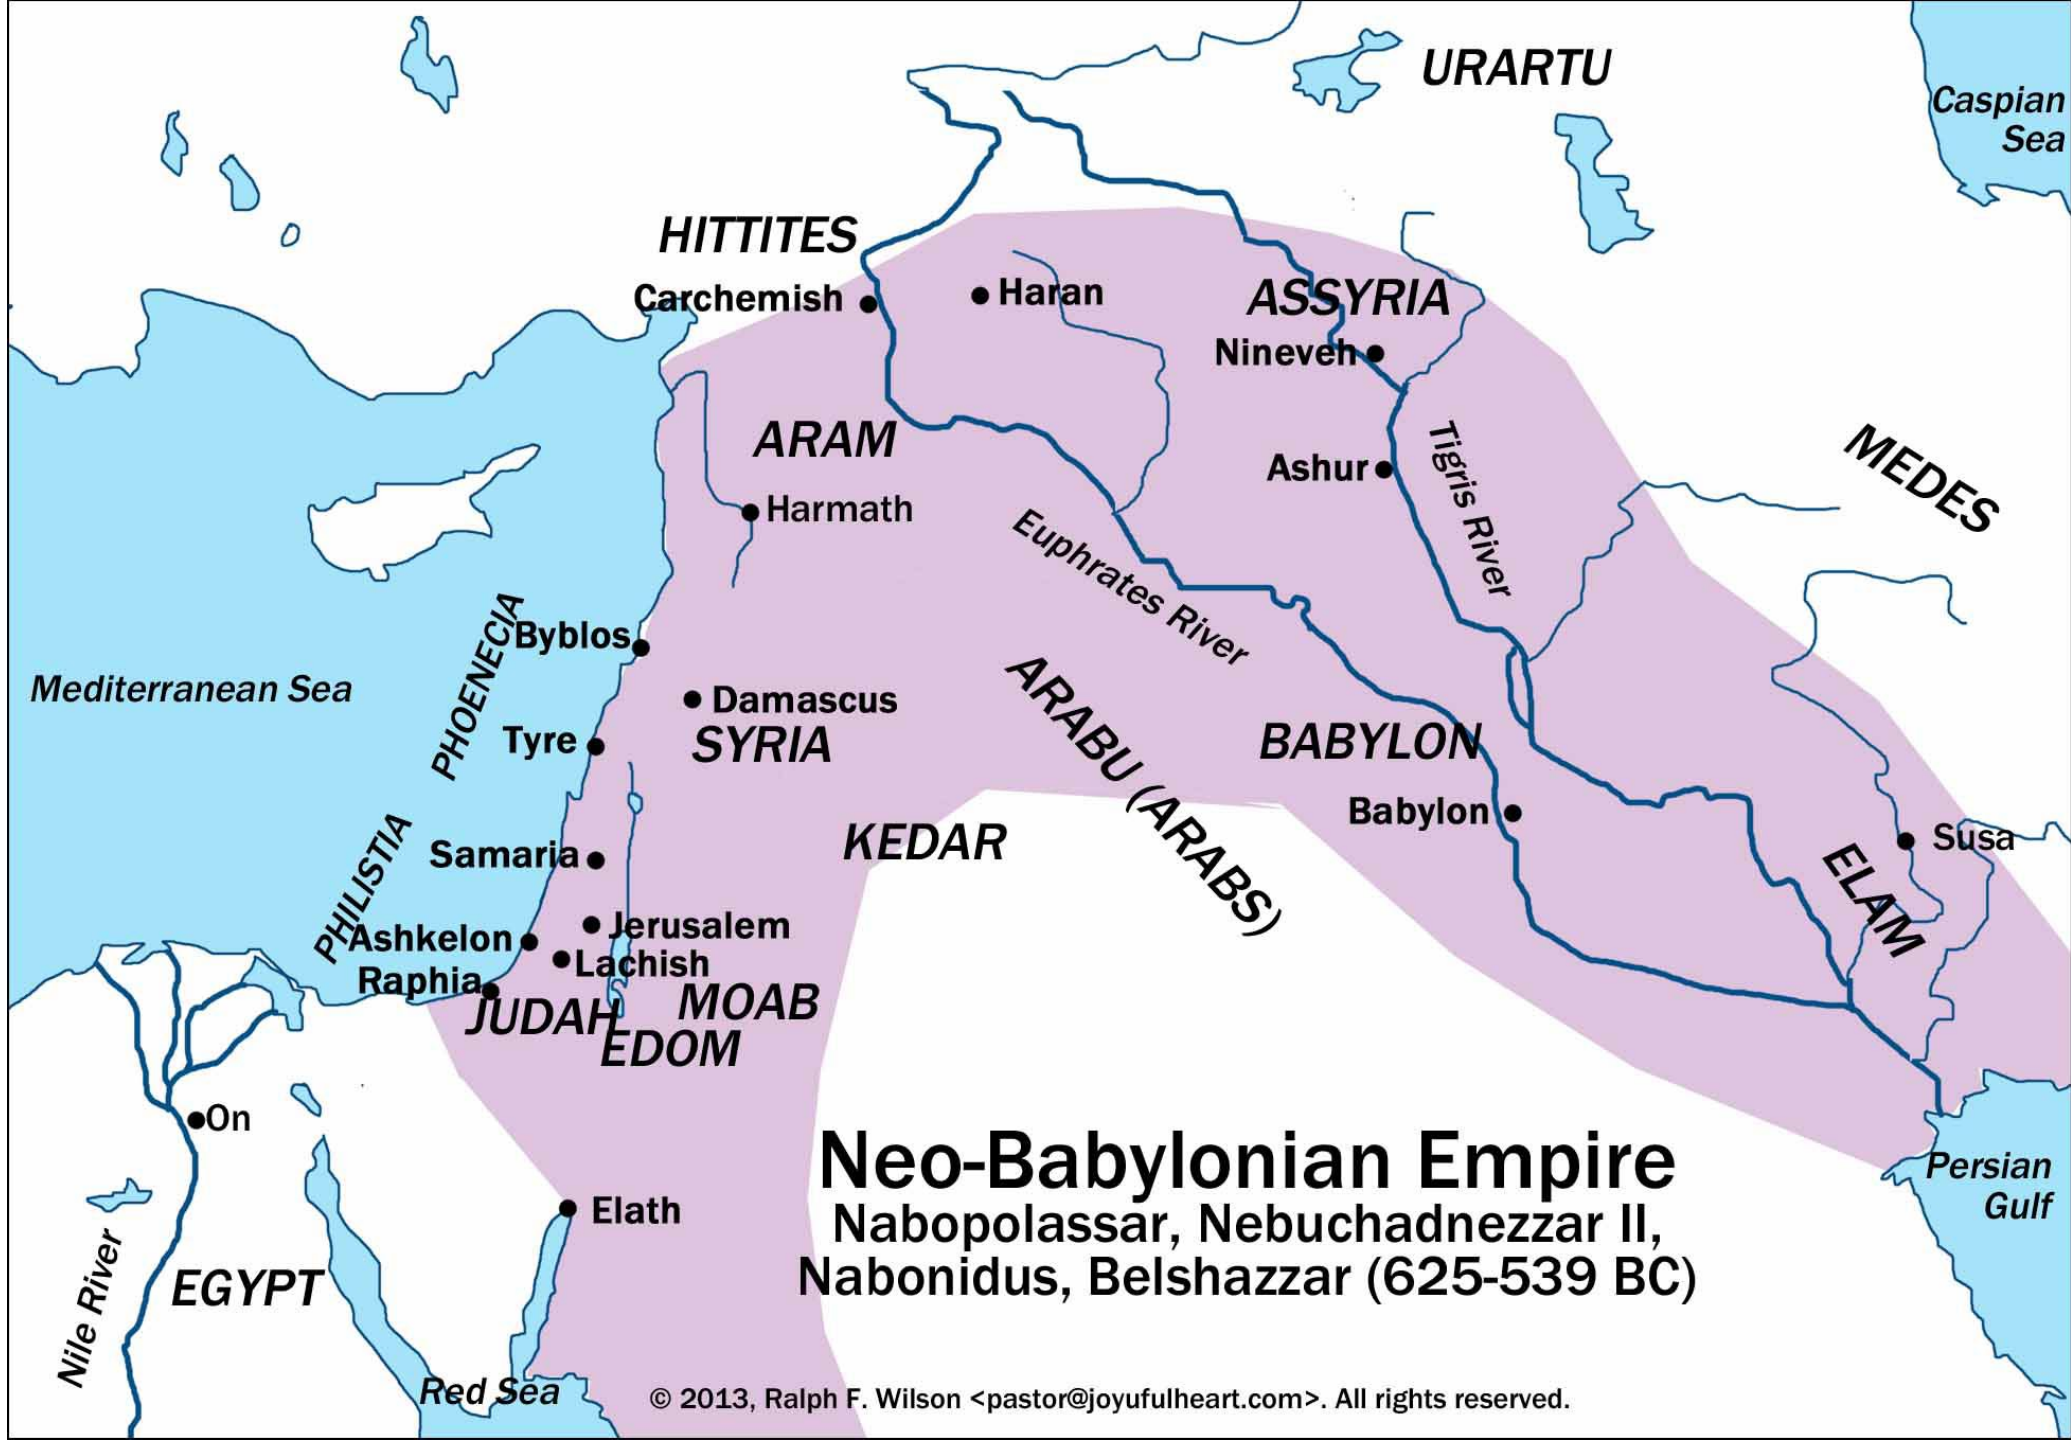 URARTU
Caspian
Sea
HITTITES
Carchemish
Haran
ASSYRIA
Nineveh
ARAM
Ashur
Tigris River
MEDES
Harmath
Euphrates River
PHOENECIA
Byblos
Mediterranean Sea
Damascus
SYRIA
Tyre
ARABU (ARABS)
BABYLON
Babylon
KEDAR
Susa
ELAM
PHILISTIA
Samaria
Ashkelon
Jerusalem
Raphia
Lachish
JUDAH
MOAB
EDOM
On
Neo-Babylonian Empire
Nabopolassar, Nebuchadnezzar II,
Nabonidus, Belshazzar (625-539 BC)
Persian
Gulf
Elath
Nile River
EGYPT
Red Sea
© 2013, Ralph F. Wilson <pastor@joyufulheart.com>. All rights reserved.